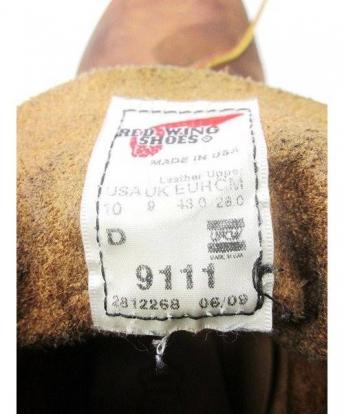 RED WING
SHOES
MADE IN USA
Leather Upper
USA UK EUR CM
10 9 43.0 28.0
D
9111
2812268 06/09